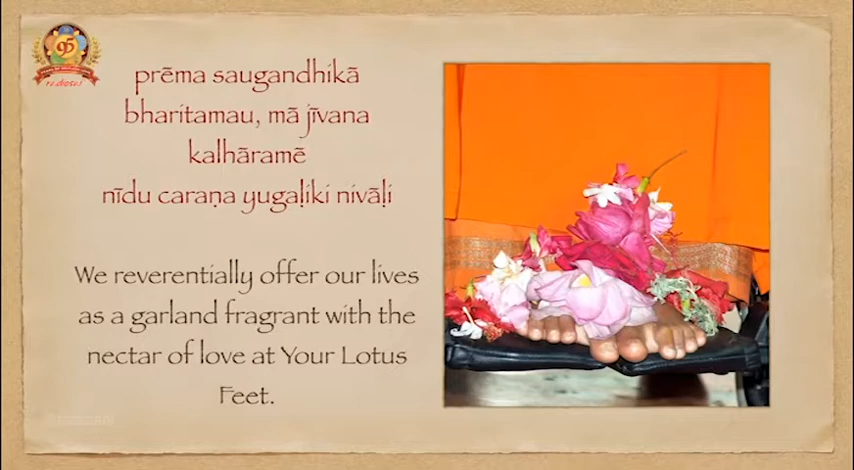 95
prēma saugandhikā
bharitamau, mā jīvana
kalhāramē
nīdu caraṇa yugaḷiki nivāḷi
We reverentially offer our lives
as a garland fragrant with the
nectar of love at Your Lotus
Feet.